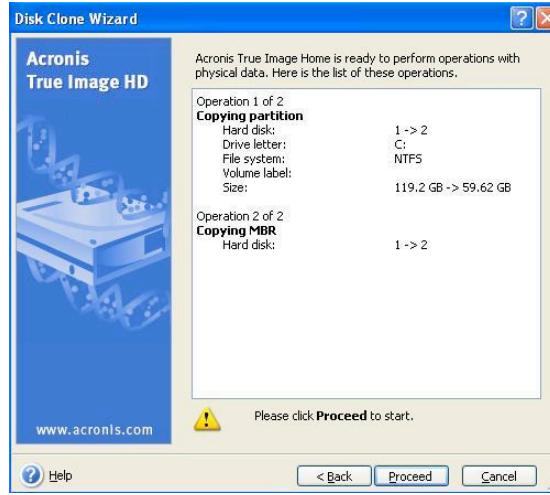 Disk Clone Wizard
Acronis
True Image HD
Acronis True Image Home is ready to perform operations with
physical data. Here is the list of these operations.
Operation 1 of 2
Copying partition
Hard disk: 1 -> 2
Drive letter: C:
File system: NTFS
Volume label:
Size: 119.2 GB -> 59.62 GB
Operation 2 of 2
Copying MBR
Hard disk: 1 -> 2
Please click Proceed to start.
www.acronis.com
Help
< Back
Proceed
Cancel